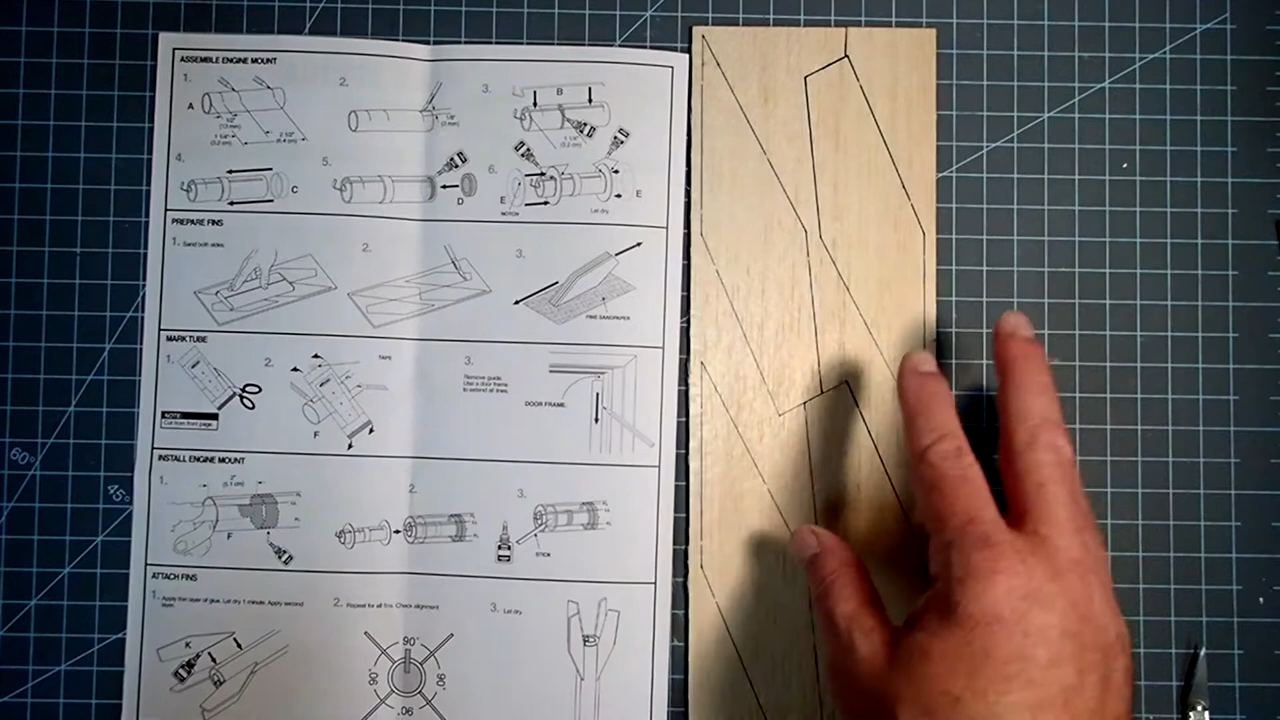 ASSEMBLE ENGINE MOUNT
1.
2.
3.
A
B
1/2"
(13 mm)
1 1/4"
(3.2 cm)
2 1/2"
(6.4 cm)
1/8"
(3 mm)
1 1/4"
(3.2 cm)
4.
5.
6.
C
D
E
E
NOTCH
Let dry.
PREPARE FINS
1. Sand both sides.
2.
3.
FINE SANDPAPER
MARK TUBE
1.
2.
3.
TAPE
Remove guide.
Use a door frame
to extend all lines.
DOOR FRAME
NOTE:
Cut from front page.
F
INSTALL ENGINE MOUNT
1.
2.
3.
2"
(5.1 cm)
F
STICK
ATTACH FINS
1. Apply thin layer of glue. Let dry 1 minute. Apply second
layer.
2. Repeat for all fins. Check alignment
3. Let dry.
K
90°
90°
90°
90°
60°
45°